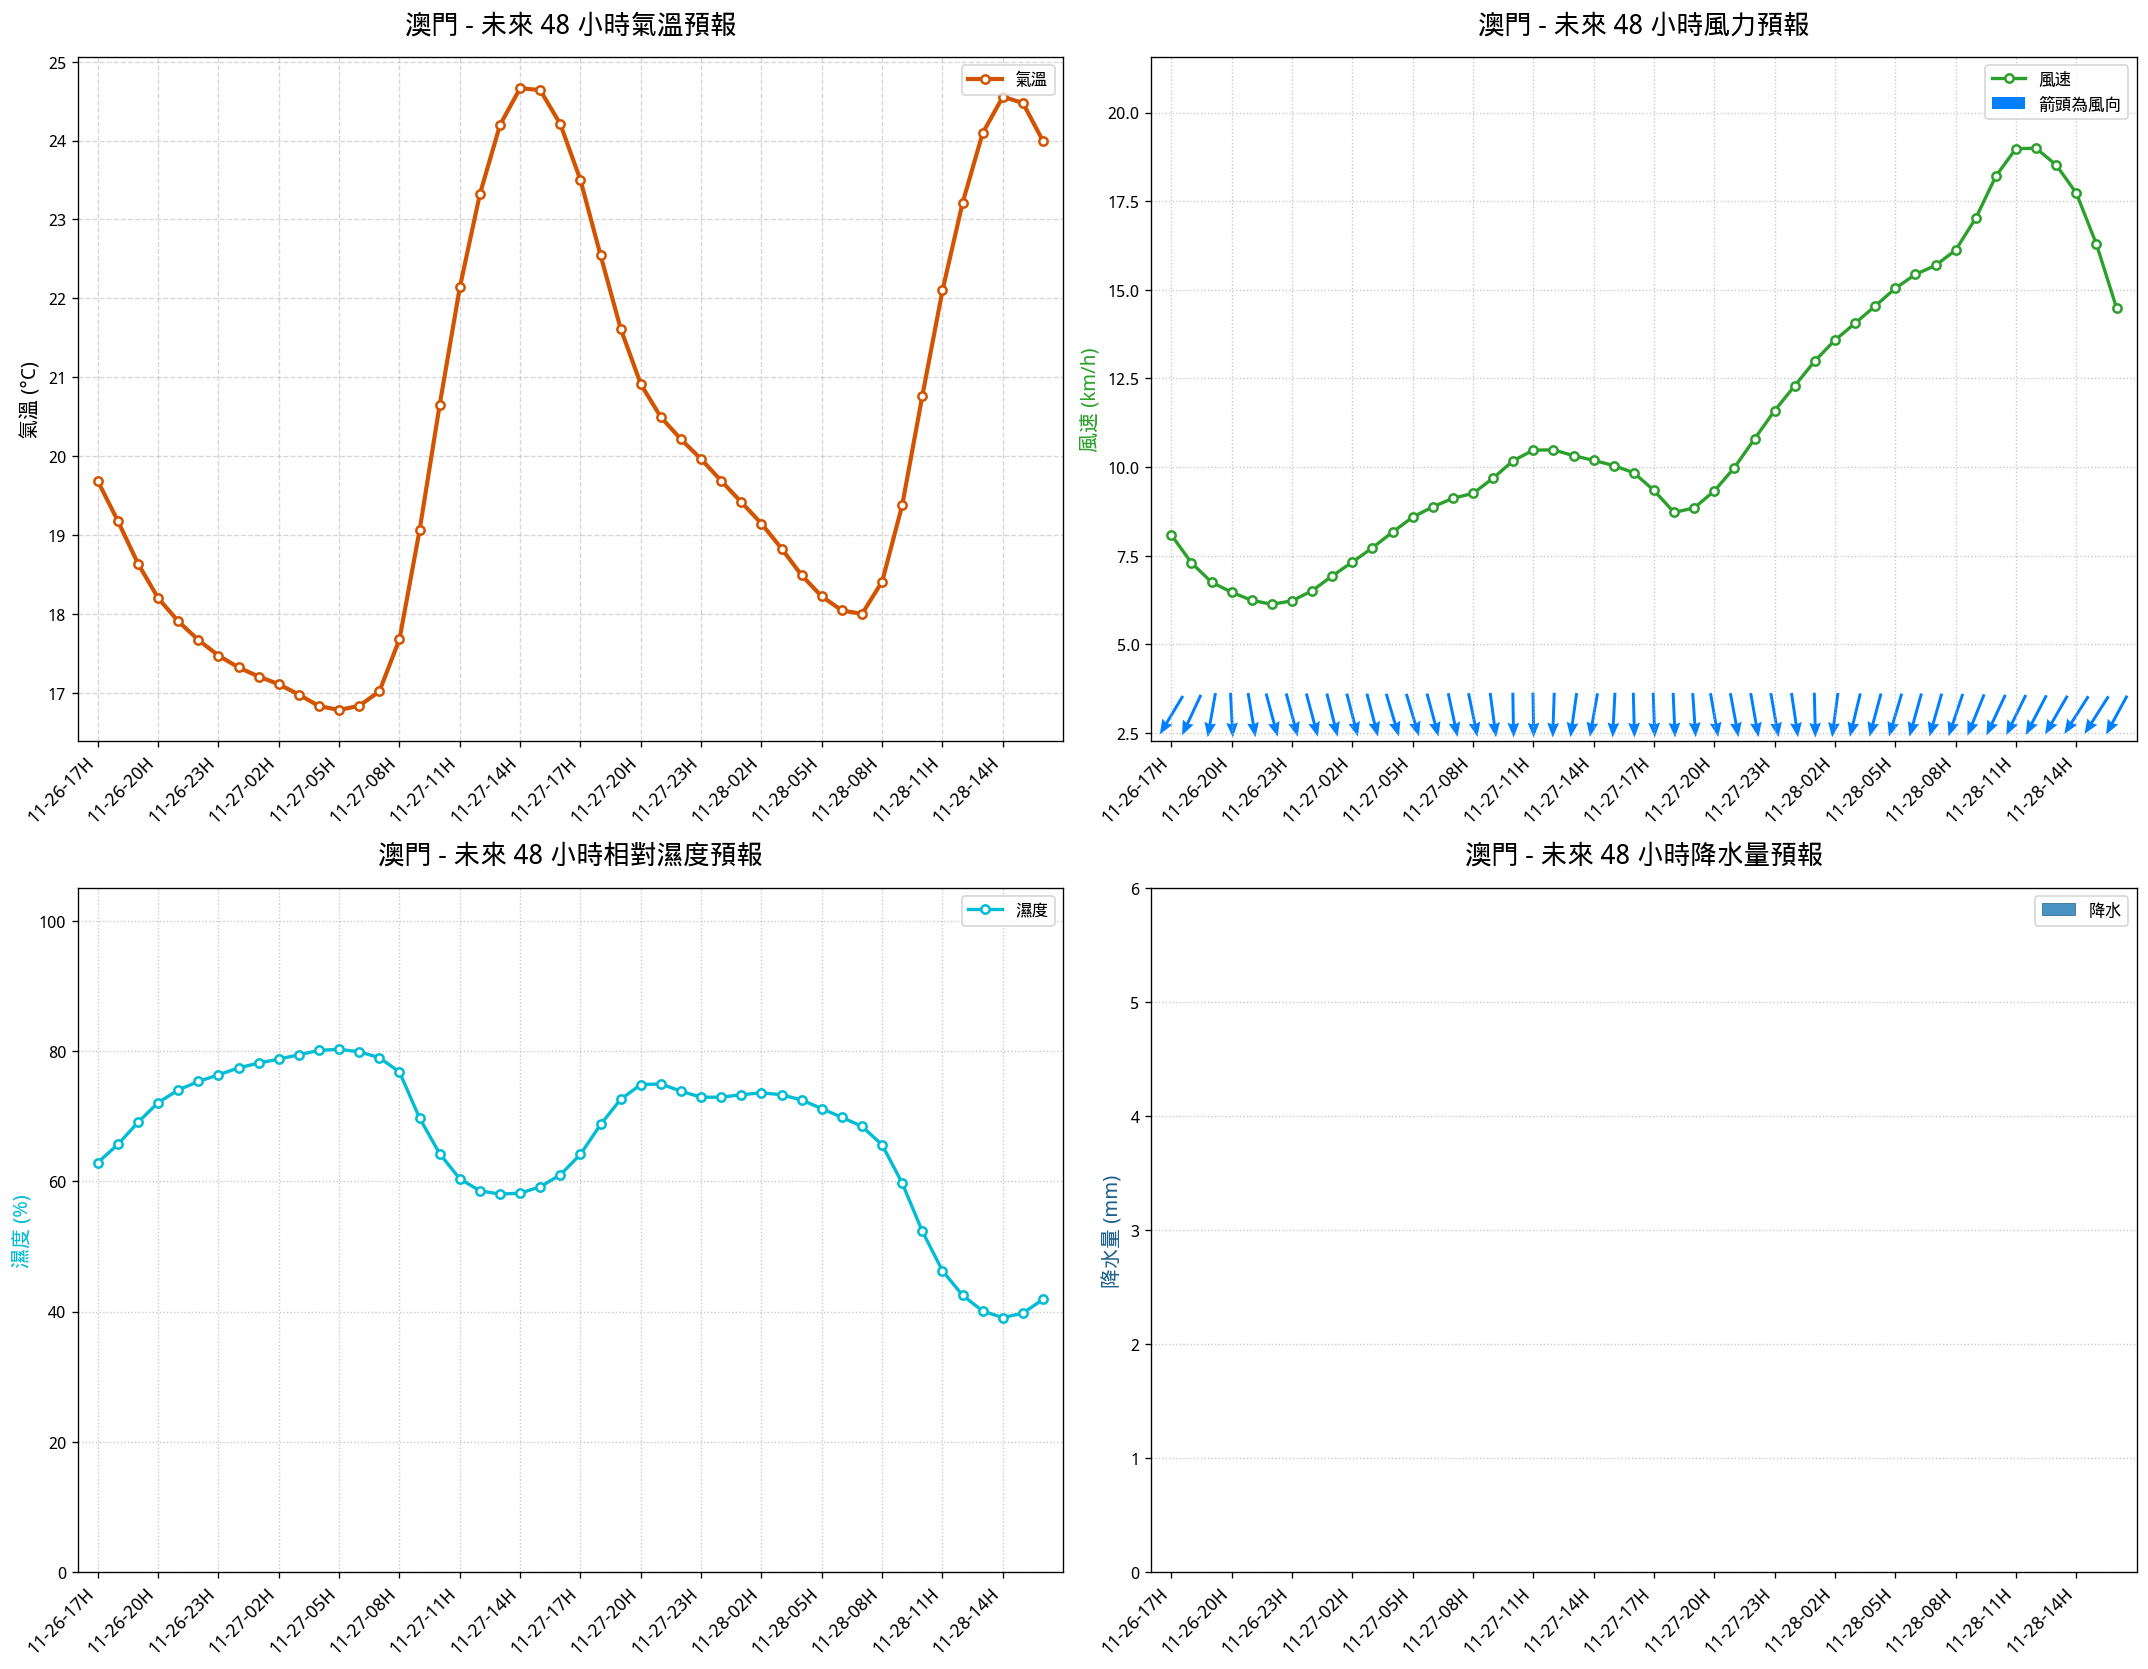 澳門 - 未來 48 小時氣溫預報
氣溫
氣溫 (°C)
25
24
23
22
21
20
19
18
17
11-26-17H
11-26-20H
11-26-23H
11-27-02H
11-27-05H
11-27-08H
11-27-11H
11-27-14H
11-27-17H
11-27-20H
11-27-23H
11-28-02H
11-28-05H
11-28-08H
11-28-11H
11-28-14H
澳門 - 未來 48 小時風力預報
風速
箭頭為風向
風速 (km/h)
20.0
17.5
15.0
12.5
10.0
7.5
5.0
2.5
11-26-17H
11-26-20H
11-26-23H
11-27-02H
11-27-05H
11-27-08H
11-27-11H
11-27-14H
11-27-17H
11-27-20H
11-27-23H
11-28-02H
11-28-05H
11-28-08H
11-28-11H
11-28-14H
澳門 - 未來 48 小時相對濕度預報
濕度
濕度 (%)
100
80
60
40
20
0
11-26-17H
11-26-20H
11-26-23H
11-27-02H
11-27-05H
11-27-08H
11-27-11H
11-27-14H
11-27-17H
11-27-20H
11-27-23H
11-28-02H
11-28-05H
11-28-08H
11-28-11H
11-28-14H
澳門 - 未來 48 小時降水量預報
降水
降水量 (mm)
6
5
4
3
2
1
0
11-26-17H
11-26-20H
11-26-23H
11-27-02H
11-27-05H
11-27-08H
11-27-11H
11-27-14H
11-27-17H
11-27-20H
11-27-23H
11-28-02H
11-28-05H
11-28-08H
11-28-11H
11-28-14H